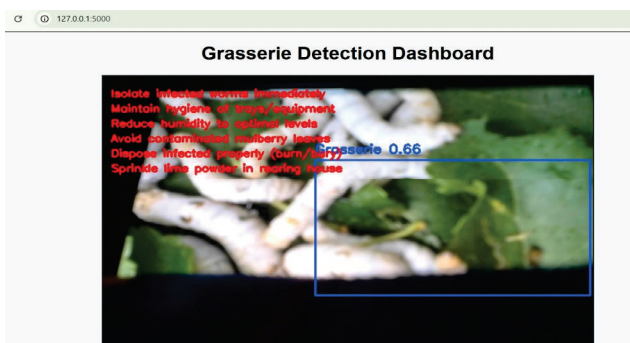 127.0.0.1:5000
Grasserie Detection Dashboard
Isolate infected worms immediately
Maintain hygiene of trays/equipment
Reduce humidity to optimal levels
Avoid contaminated mulberry leaves
Dispose infected properly (burn/bury)
Grasserie 0.66
Sprinkle lime powder in rearing house